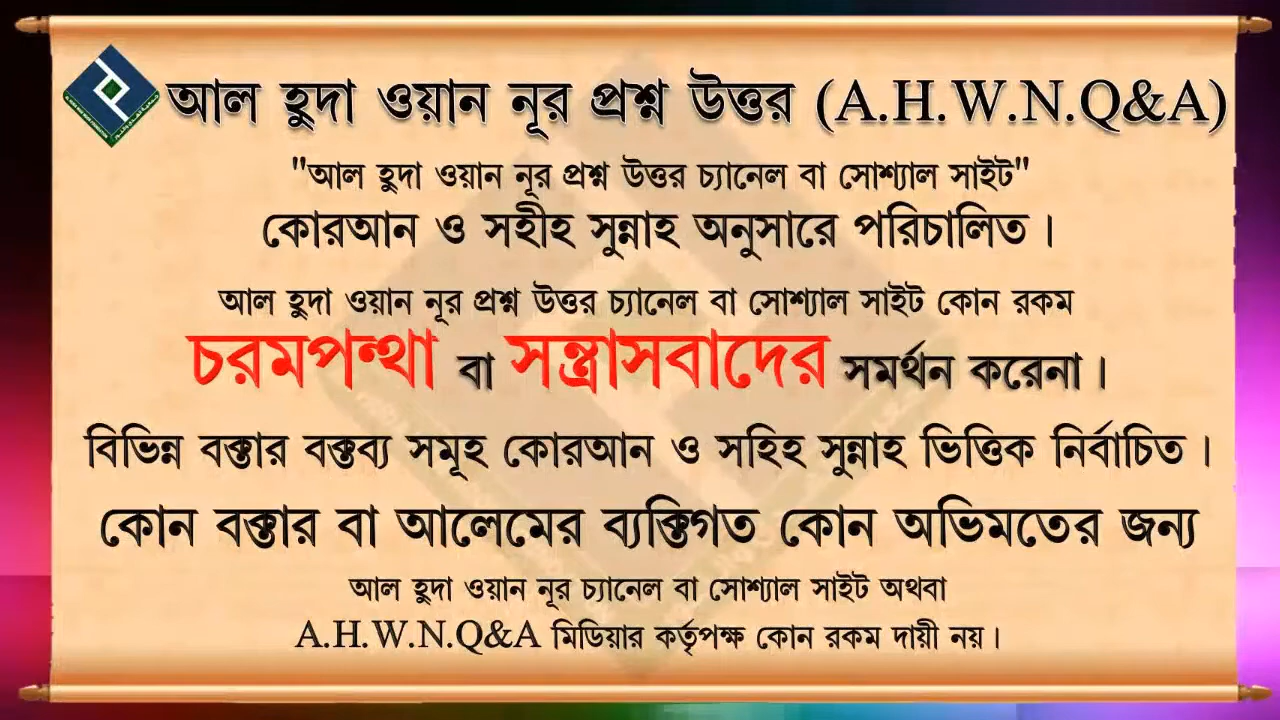 আল হুদা ওয়ান নূর প্রশ্ন উত্তর (A.H.W.N.Q&A)
"আল হুদা ওয়ান নূর প্রশ্ন উত্তর চ্যানেল বা সোশ্যাল সাইট"
কোরআন ও সহীহ সুন্নাহ অনুসারে পরিচালিত।
আল হুদা ওয়ান নূর প্রশ্ন উত্তর চ্যানেল বা সোশ্যাল সাইট কোন রকম
চরমপন্থা বা সন্ত্রাসবাদের সমর্থন করেনা।
বিভিন্ন বক্তার বক্তব্য সমূহ কোরআন ও সহিহ সুন্নাহ ভিত্তিক নির্বাচিত।
কোন বক্তার বা আলেমের ব্যক্তিগত কোন অভিমতের জন্য
আল হুদা ওয়ান নূর চ্যানেল বা সোশ্যাল সাইট অথবা
A.H.W.N.Q&A মিডিয়ার কর্তৃপক্ষ কোন রকম দায়ী নয়।